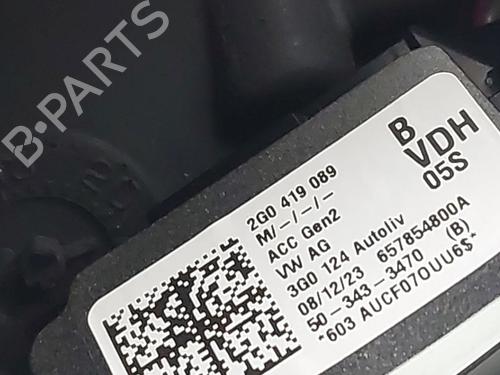 B·PARTS
B
VDH
05S
2G0 419 089
M/-/-/-
ACC Gen2
VW AG
3G0 124 Autoliv
08/12/23 657854800A
50-343-3470 (B)
*603 AUCF070UU6$*